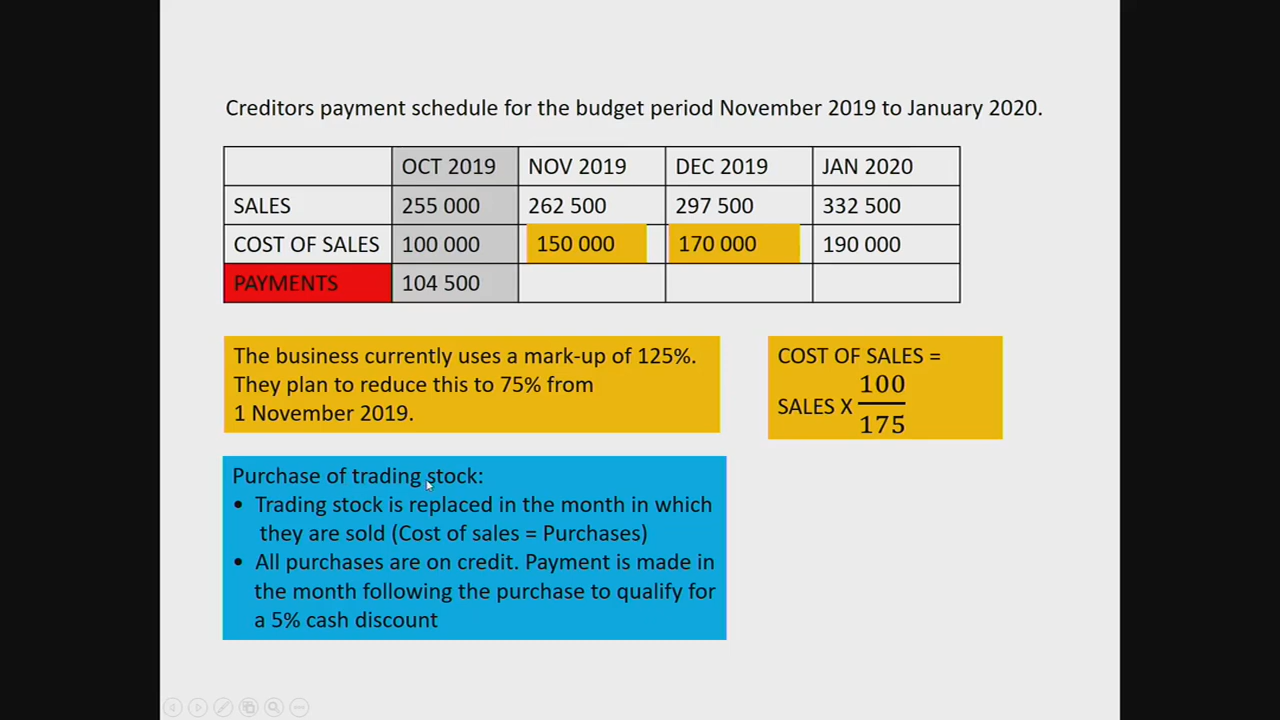 Creditors payment schedule for the budget period November 2019 to January 2020.
OCT 2019 NOV 2019 DEC 2019 JAN 2020
SALES 255 000 262 500 297 500 332 500
COST OF SALES 100 000 150 000 170 000 190 000
PAYMENTS 104 500
The business currently uses a mark-up of 125%.
They plan to reduce this to 75% from
1 November 2019.
COST OF SALES =
SALES X 100/175
Purchase of trading stock:
• Trading stock is replaced in the month in which
they are sold (Cost of sales = Purchases)
• All purchases are on credit. Payment is made in
the month following the purchase to qualify for
a 5% cash discount